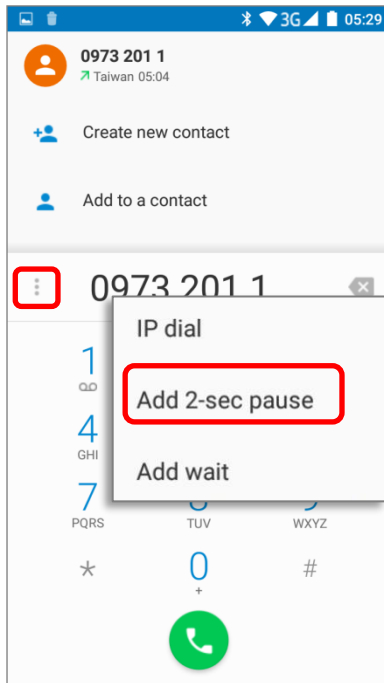 3G 05:29
0973 201 1
Taiwan 05:04
Create new contact
Add to a contact
0973 201 1
IP dial
1
Add 2-sec pause
4
GHI
Add wait
7
PQRS TUV WXYZ
* 0 #
+